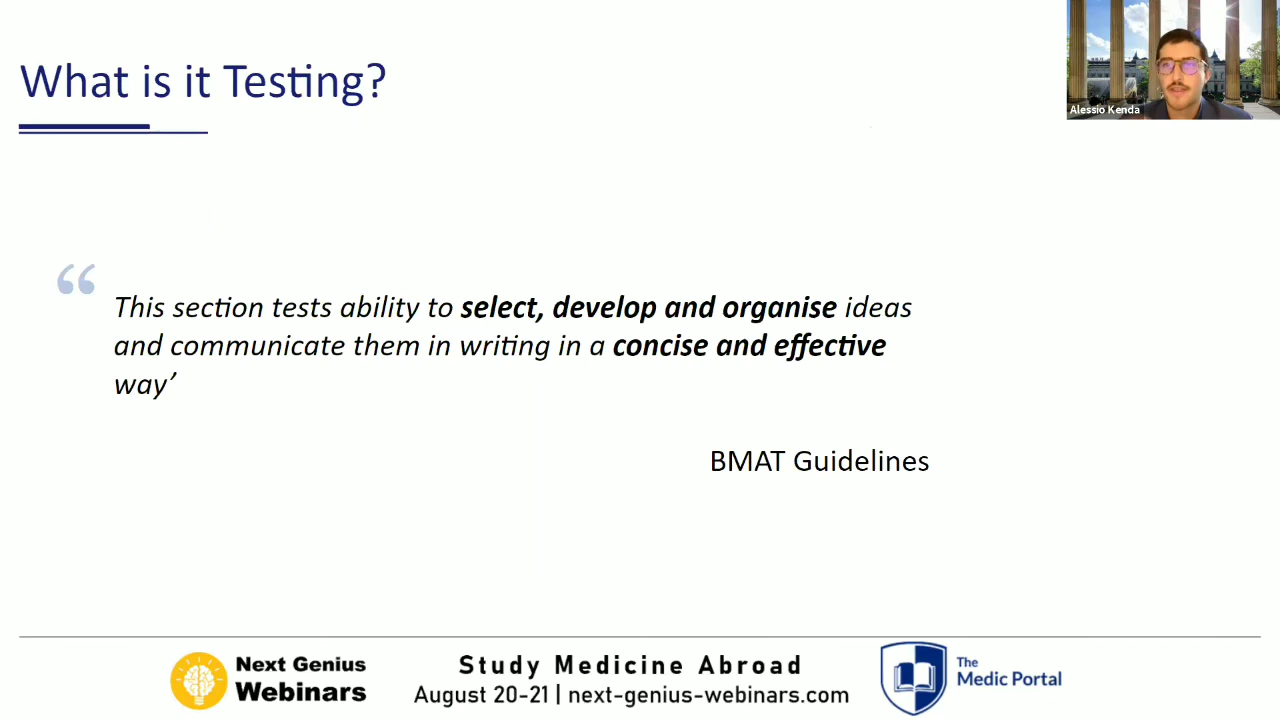 What is it Testing?
Alessio Kenda
“
This section tests ability to select, develop and organise ideas
and communicate them in writing in a concise and effective
way’
BMAT Guidelines
Next Genius
Webinars
Study Medicine Abroad
August 20-21 | next-genius-webinars.com
The
Medic Portal